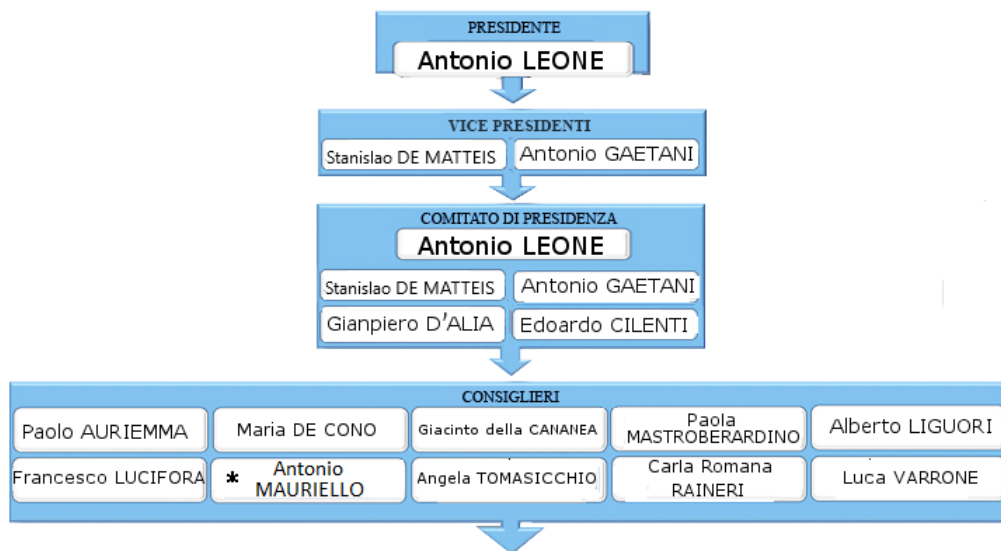 PRESIDENTE
Antonio LEONE
VICE PRESIDENTI
Stanislao DE MATTEIS
Antonio GAETANI
COMITATO DI PRESIDENZA
Antonio LEONE
Stanislao DE MATTEIS
Antonio GAETANI
Gianpiero D'ALIA
Edoardo CILENTI
CONSIGLIERI
Paolo AURIEMMA
Maria DE CONO
Giacinto della CANANEA
Paola
MASTROBERARDINO
Alberto LIGUORI
Francesco LUCIFORA
* Antonio
MAURIELLO
Angela TOMASICCHIO
Carla Romana
RAINERI
Luca VARRONE